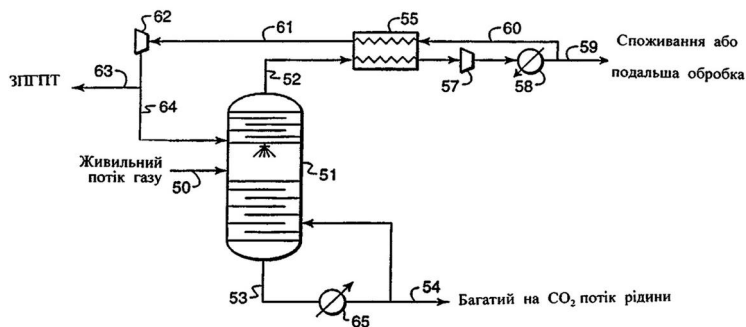 62
61
55
60
59
Споживання або
подальша обробка
57
58
63
ЗПГПТ
52
64
Живильний
потік газу
50
51
53
54
65
Багатий на CO₂ потік рідини